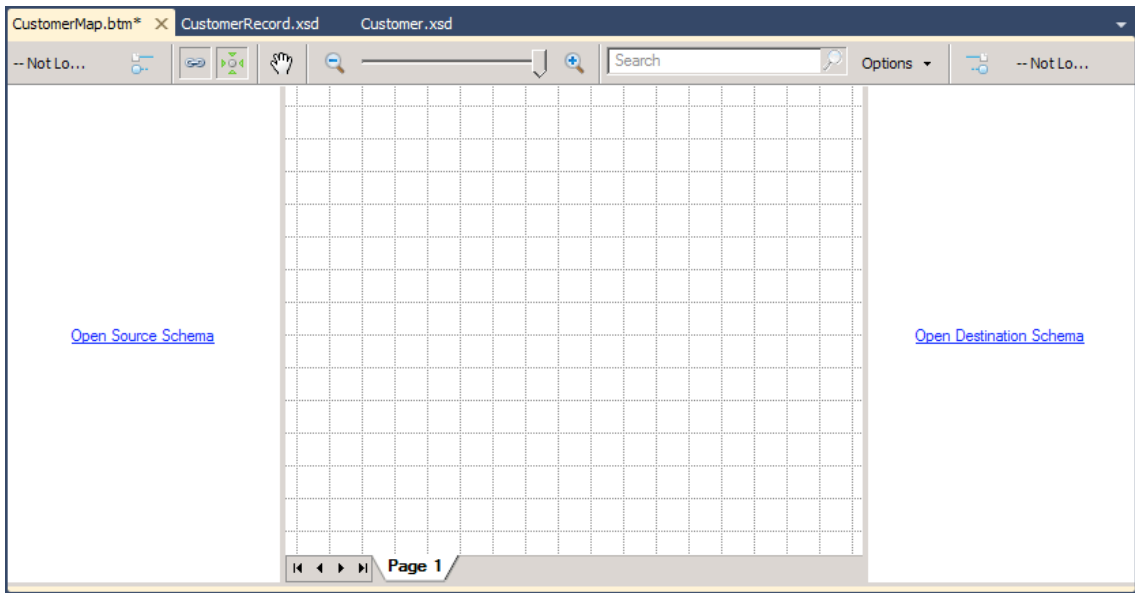 CustomerMap.btm* CustomerRecord.xsd Customer.xsd
-- Not Lo... Search Options -- Not Lo...
Open Source Schema Open Destination Schema
Page 1